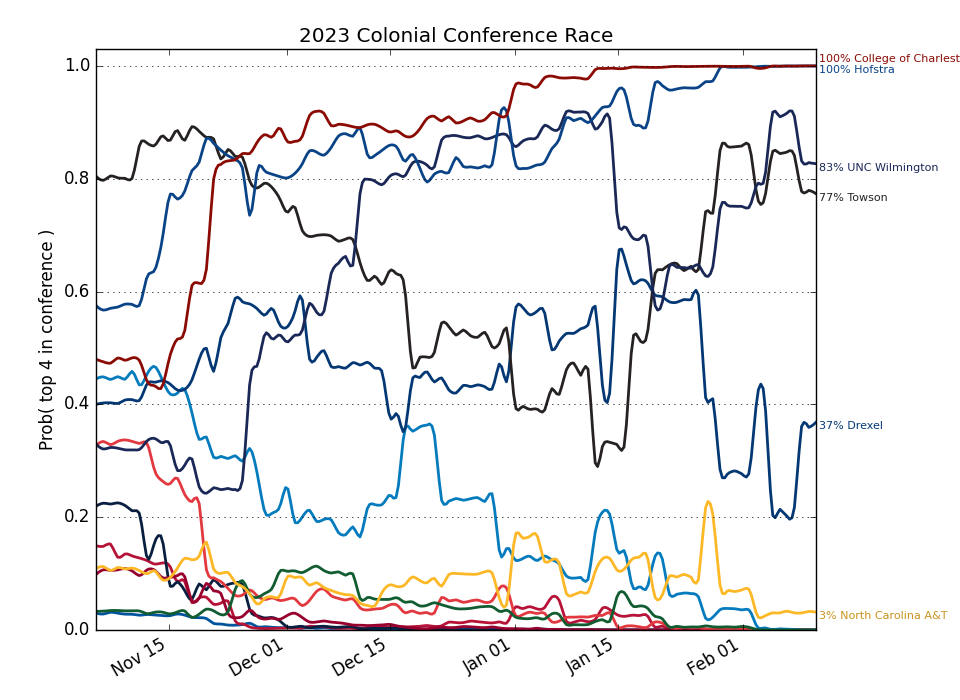 2023 Colonial Conference Race
Prob( top 4 in conference )
1.0
0.8
0.6
0.4
0.2
0.0
Nov 15
Dec 01
Dec 15
Jan 01
Jan 15
Feb 01
100% College of Charlest
100% Hofstra
83% UNC Wilmington
77% Towson
37% Drexel
3% North Carolina A&T